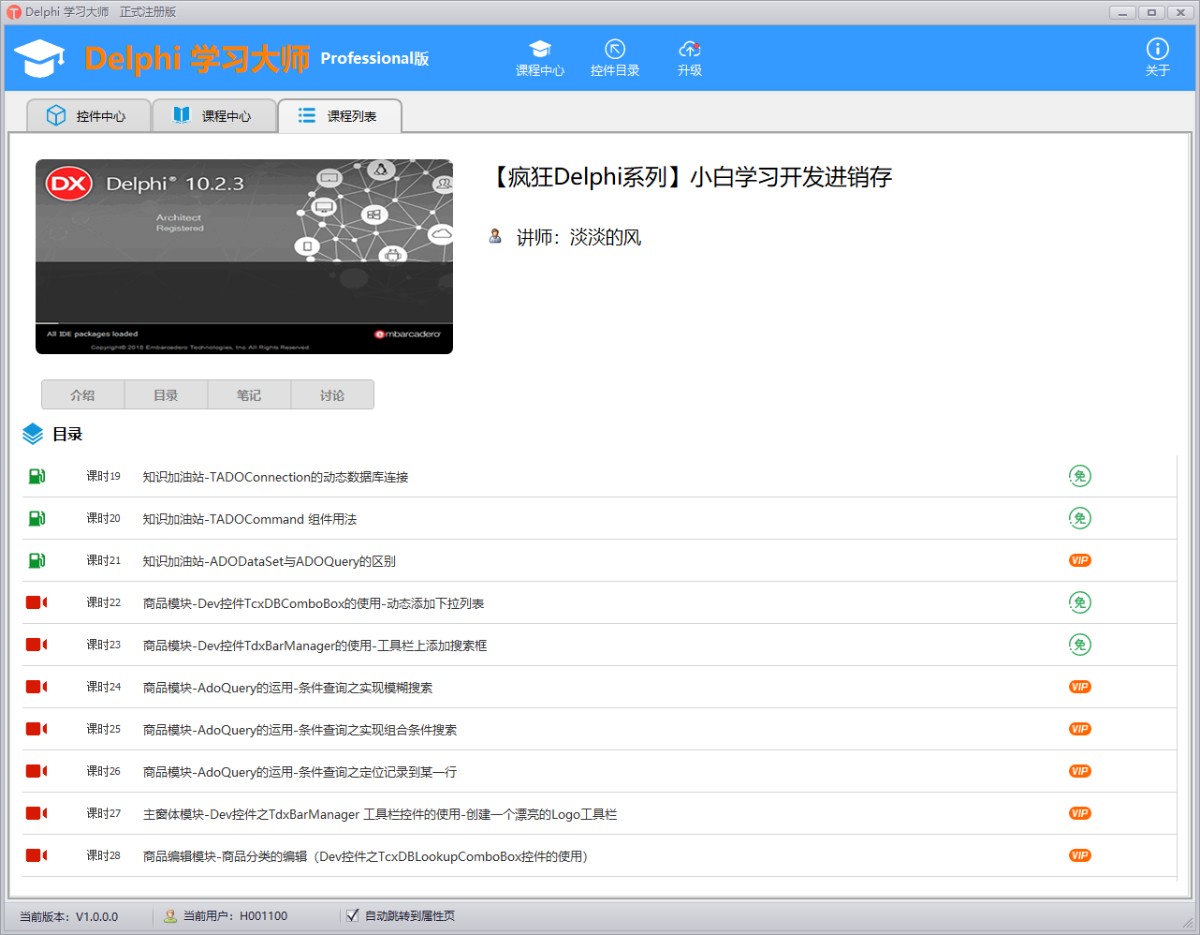 Delphi 学习大师 正式注册版
Delphi 学习大师 Professional版
课程中心 控件目录 升级 关于
控件中心 课程中心 课程列表
DX Delphi® 10.2.3
Architect
Registered
All IDE packages loaded
embarcadero
Copyright© 2018 Embarcadero Technologies, Inc. All Rights Reserved.
【疯狂Delphi系列】小白学习开发进销存
讲师：淡淡的风
介绍 目录 笔记 讨论
目录
课时19 知识加油站-TADOConnection的动态数据库连接 免
课时20 知识加油站-TADOCommand 组件用法 免
课时21 知识加油站-ADODataSet与ADOQuery的区别 VIP
课时22 商品模块-Dev控件TcxDBComboBox的使用-动态添加下拉列表 免
课时23 商品模块-Dev控件TdxBarManager的使用-工具栏上添加搜索框 免
课时24 商品模块-AdoQuery的运用-条件查询之实现模糊搜索 VIP
课时25 商品模块-AdoQuery的运用-条件查询之实现组合条件搜索 VIP
课时26 商品模块-AdoQuery的运用-条件查询之定位记录到某一行 VIP
课时27 主窗体模块-Dev控件之TdxBarManager 工具栏控件的使用-创建一个漂亮的Logo工具栏 VIP
课时28 商品编辑模块-商品分类的编辑（Dev控件之TcxDBLookupComboBox控件的使用） VIP
当前版本：V1.0.0.0 当前用户：H001100 自动跳转到属性页